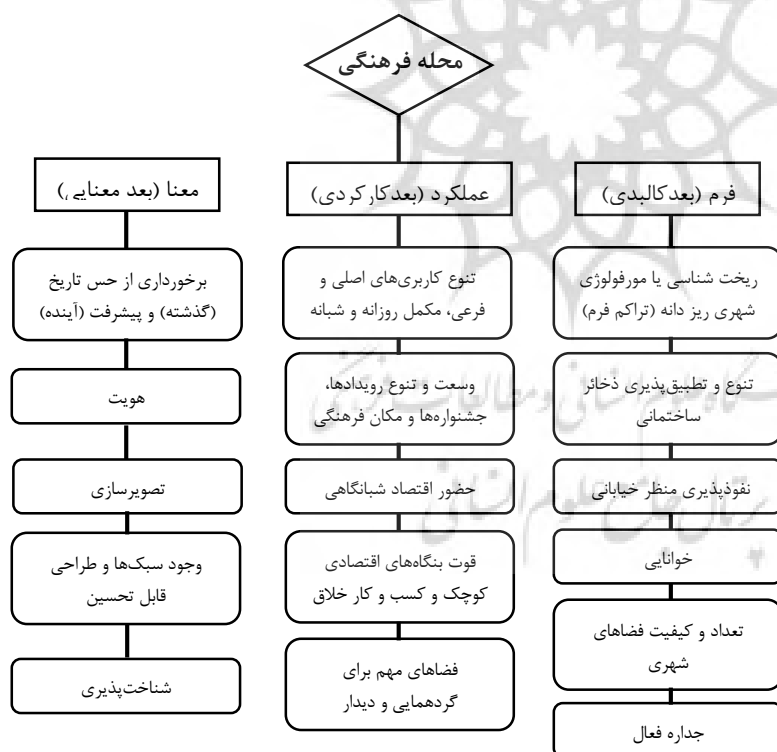 محله فرهنگی
فرم (بعدکالبدی)
ریخت شناسی یا مورفولوژی
شهری ریز دانه (تراکم فرم)
تنوع و تطبیق‌پذیری ذخائر
ساختمانی
نفوذپذیری منظر خیابانی
خوانایی
تعداد و کیفیت فضاهای
شهری
جداره فعال
عملکرد (بعدکارکردی)
تنوع کاربری‌های اصلی و
فرعی، مکمل روزانه و شبانه
وسعت و تنوع رویدادها،
جشنواره‌ها و مکان فرهنگی
حضور اقتصاد شبانگاهی
قوت بنگاه‌های اقتصادی
کوچک و کسب و کار خلاق
فضاهای مهم برای
گردهمایی و دیدار
معنا (بعد معنایی)
برخورداری از حس تاریخ
(گذشته) و پیشرفت (آینده)
هویت
تصویرسازی
وجود سبک‌ها و طراحی
قابل تحسین
شناخت‌پذیری
پرتال جامع علوم انسانی